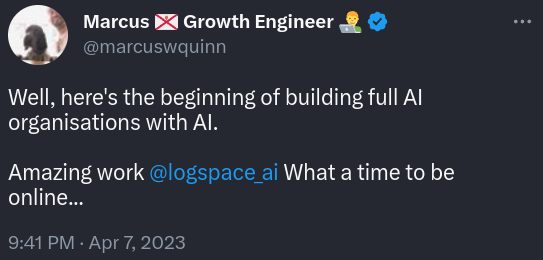 Marcus 🇯🇪 Growth Engineer 👨‍💻
@marcuswquinn
Well, here's the beginning of building full AI
organisations with AI.
Amazing work @logspace_ai What a time to be
online...
9:41 PM · Apr 7, 2023